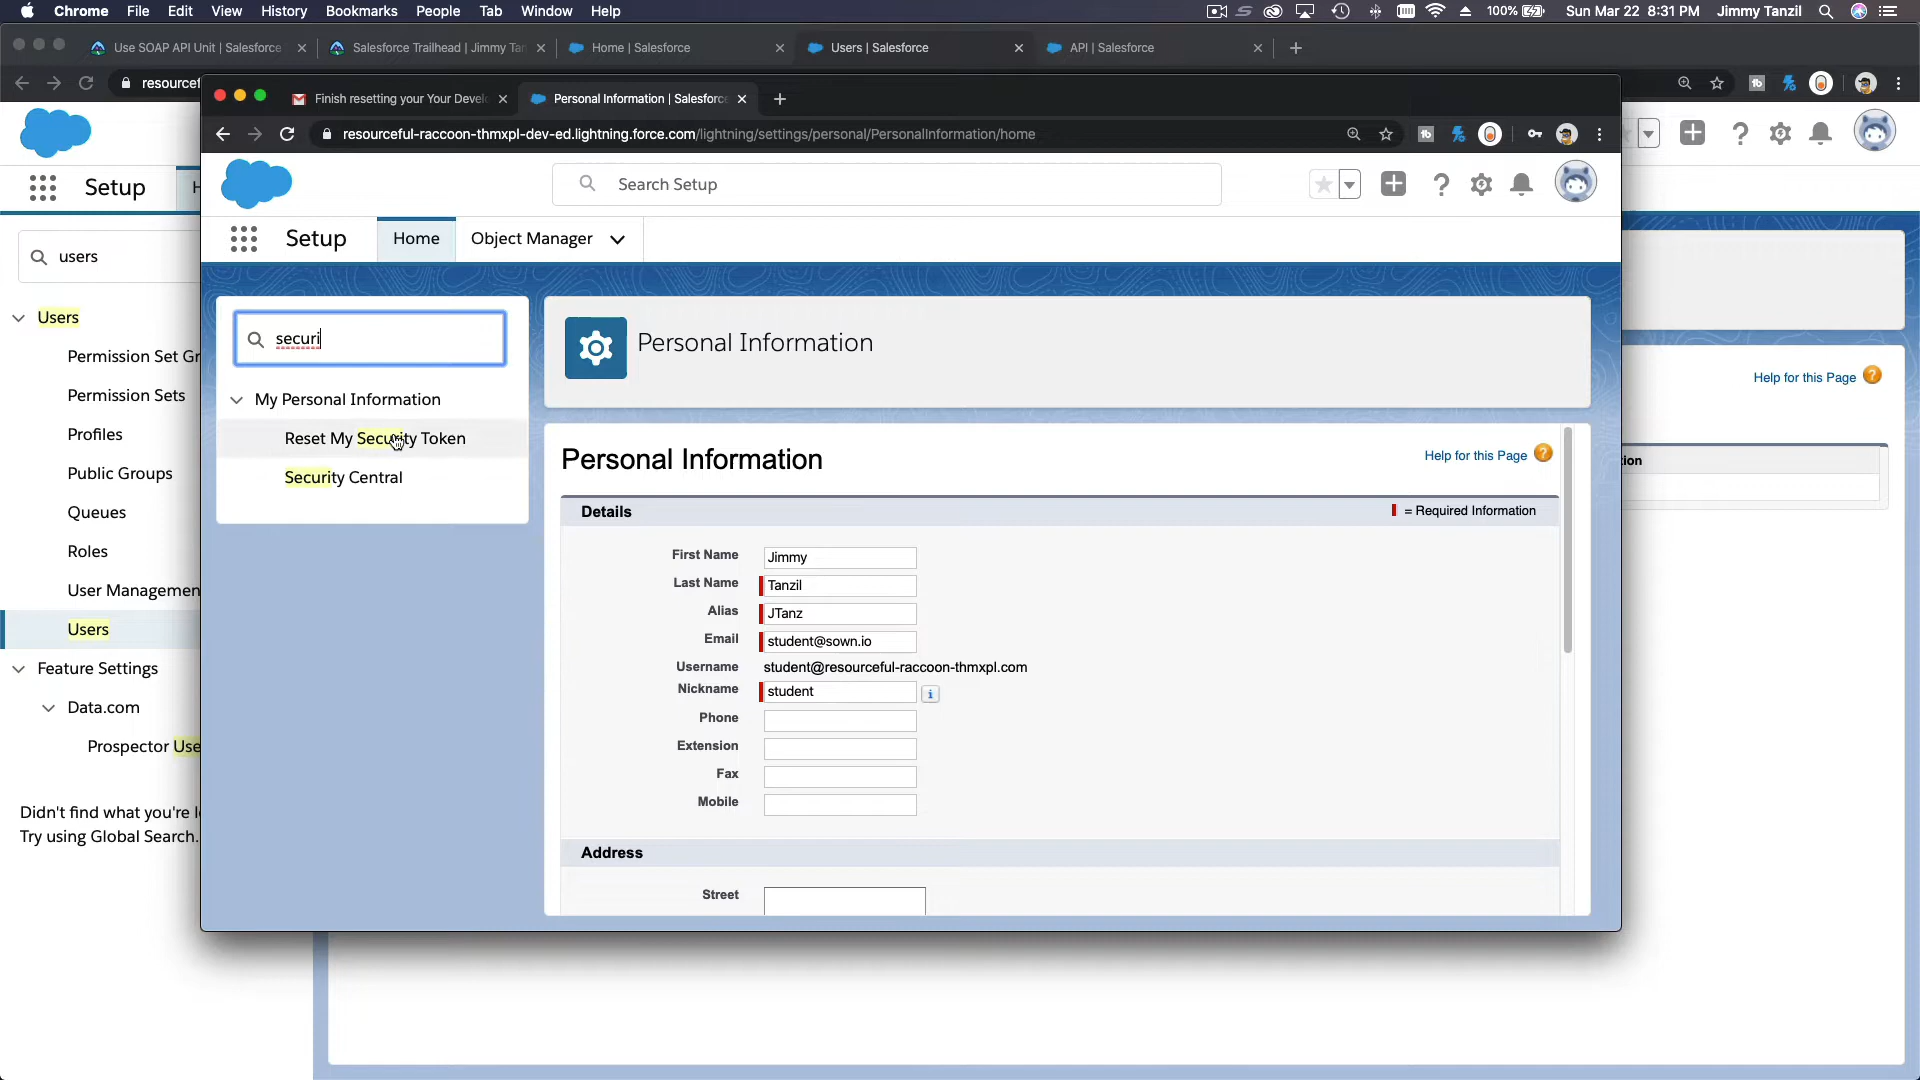 Chrome File Edit View History Bookmarks People Tab Window Help 100% Sun Mar 22 8:31 PM Jimmy Tanzil
Use SOAP API Unit | Salesforce Salesforce Trailhead | Jimmy Tan Home | Salesforce Users | Salesforce API | Salesforce
resourcef
Finish resetting your Your Devel Personal Information | Salesforce
resourceful-raccoon-thmxpl-dev-ed.lightning.force.com/lightning/settings/personal/PersonalInformation/home
Search Setup
Setup Home Object Manager
Setup H
users
Users
Permission Set Gr
Permission Sets
Profiles
Public Groups
Queues
Roles
User Managemen
Users
Feature Settings
Data.com
Prospector Use
Didn't find what you're l
Try using Global Search.
securi
My Personal Information
Reset My Security Token
Security Central
Personal Information
Personal Information
Help for this Page
Details
= Required Information
First Name Jimmy
Last Name Tanzil
Alias JTanz
Email student@sown.io
Username student@resourceful-raccoon-thmxpl.com
Nickname student
Phone
Extension
Fax
Mobile
Address
Street
Help for this Page
tion